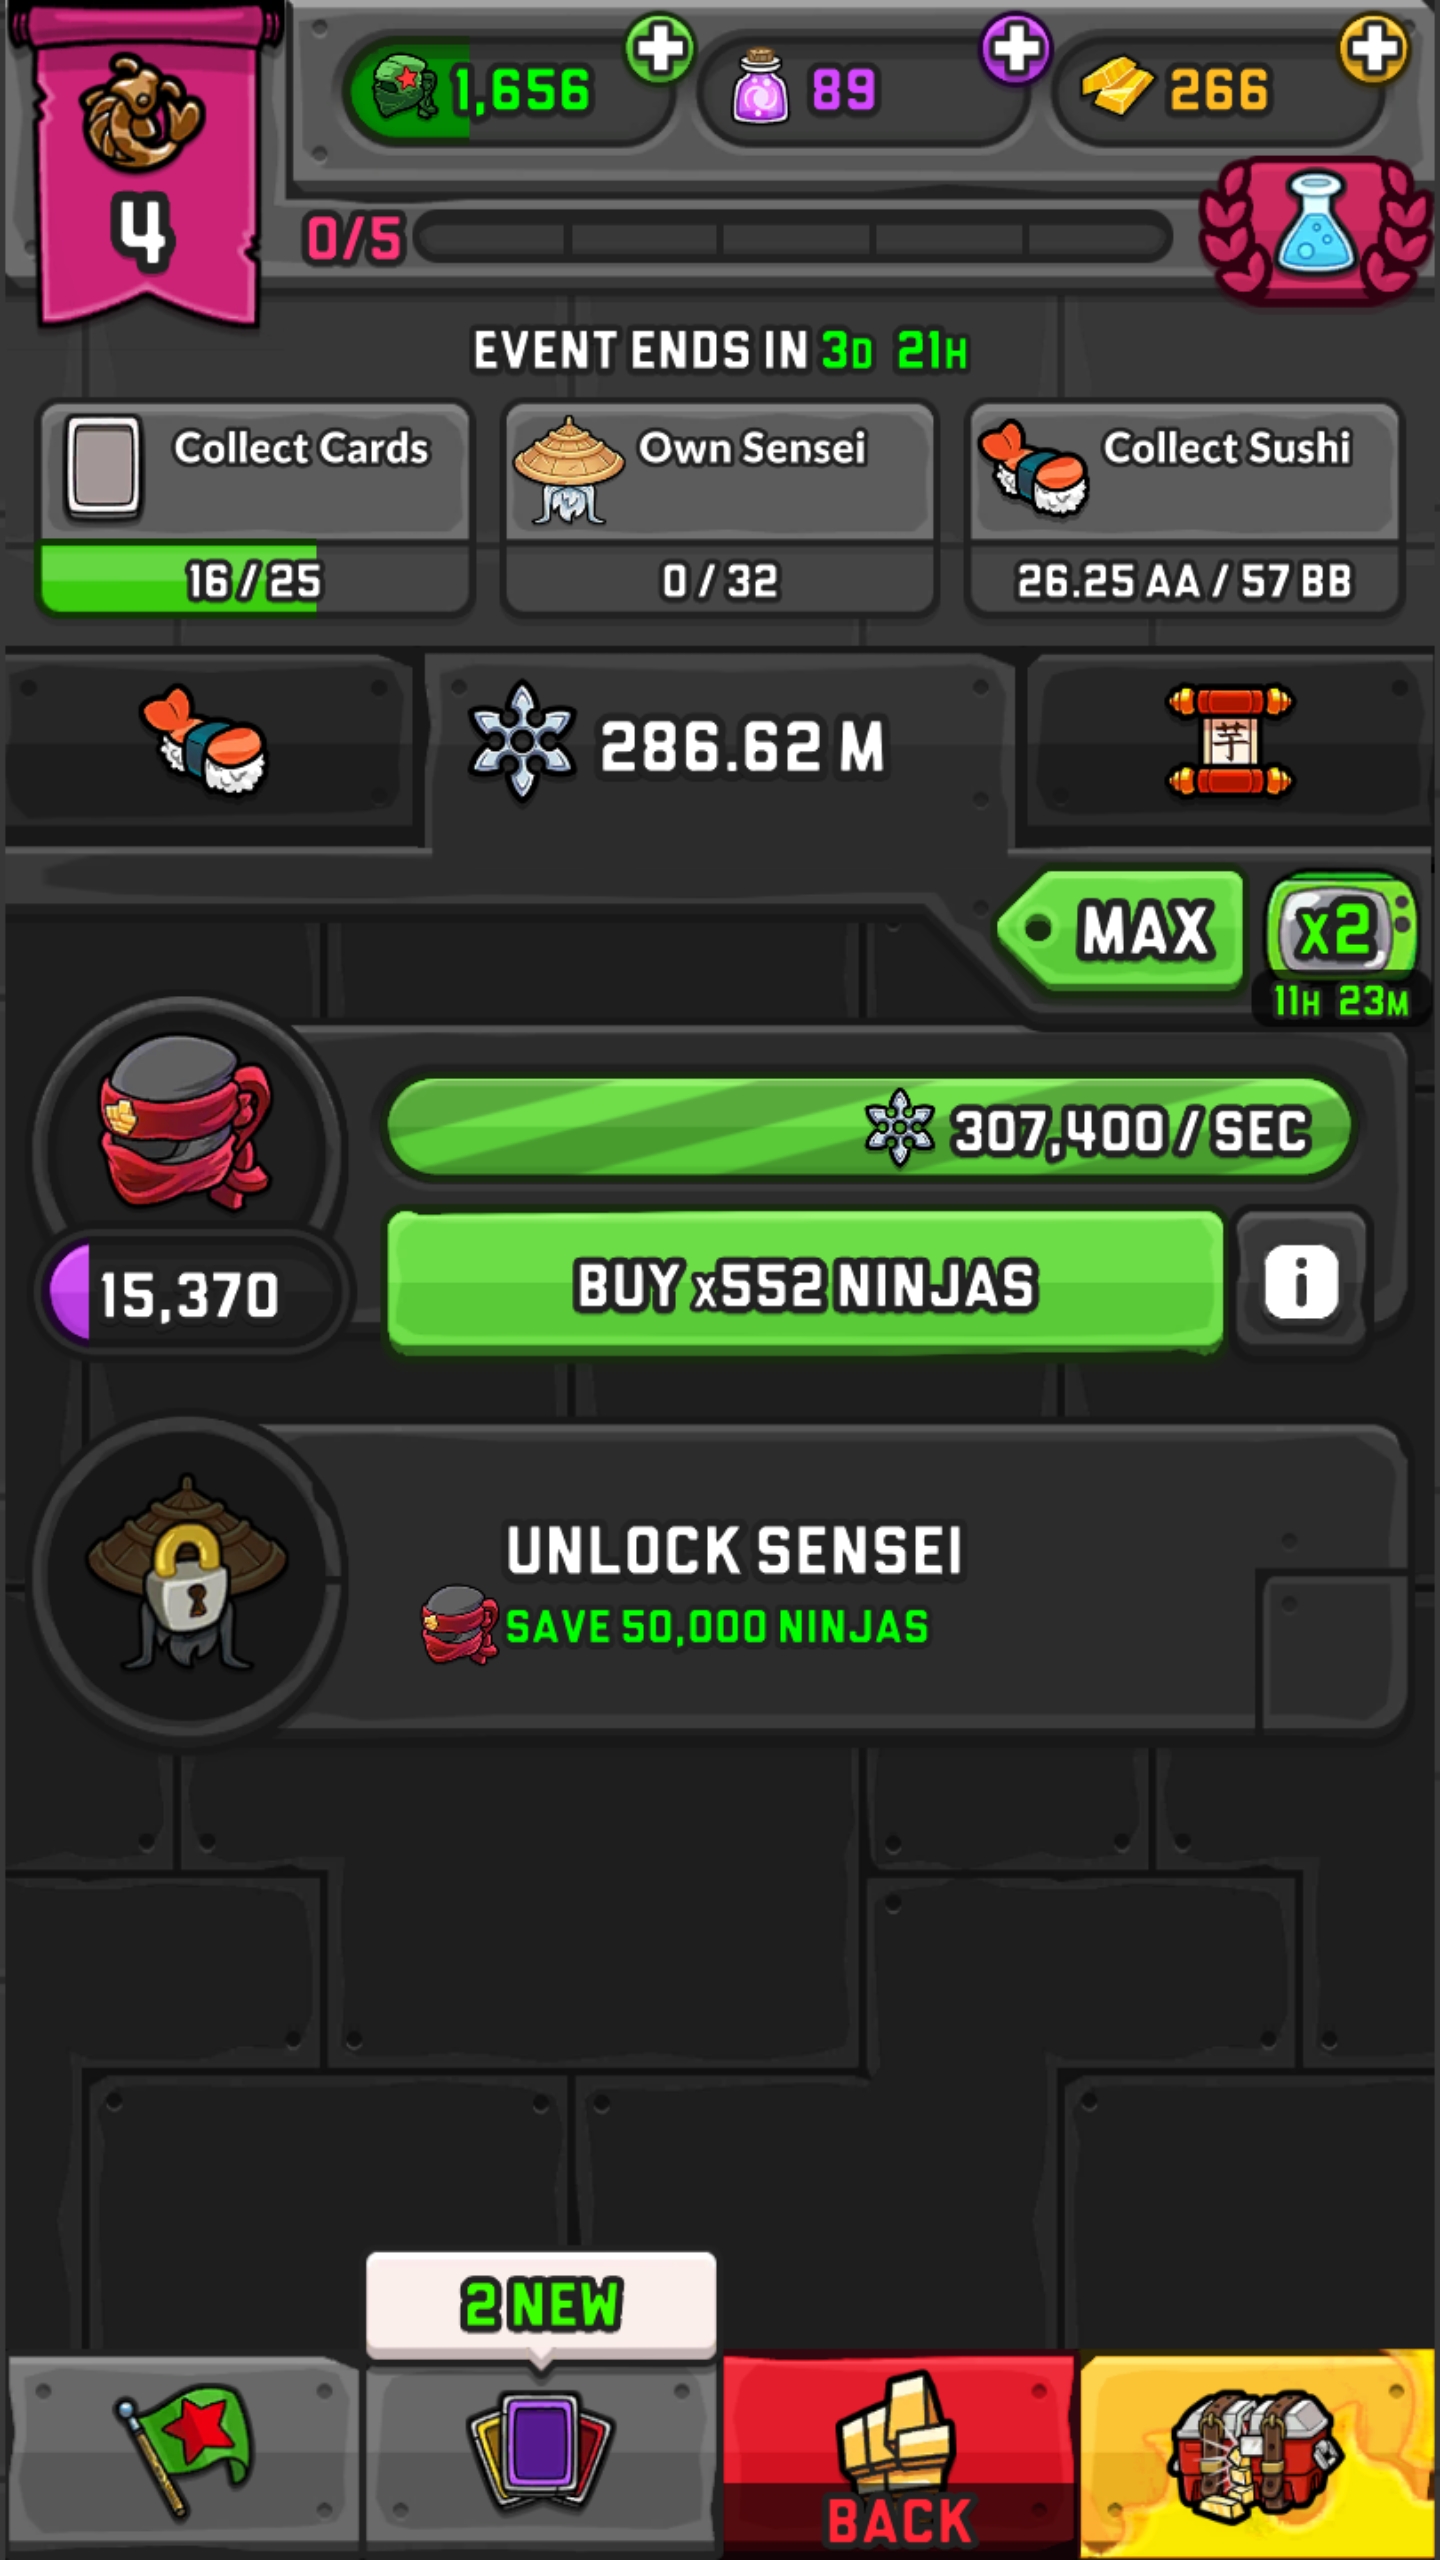 1,656
89
266
4
0/5
EVENT ENDS IN 3D 21H
Collect Cards
16 / 25
Own Sensei
0 / 32
Collect Sushi
26.25 AA / 57 BB
286.62 M
芋
MAX
x2
11H 23M
307,400 / SEC
15,370
BUY x552 NINJAS
i
UNLOCK SENSEI
SAVE 50,000 NINJAS
2 NEW
BACK